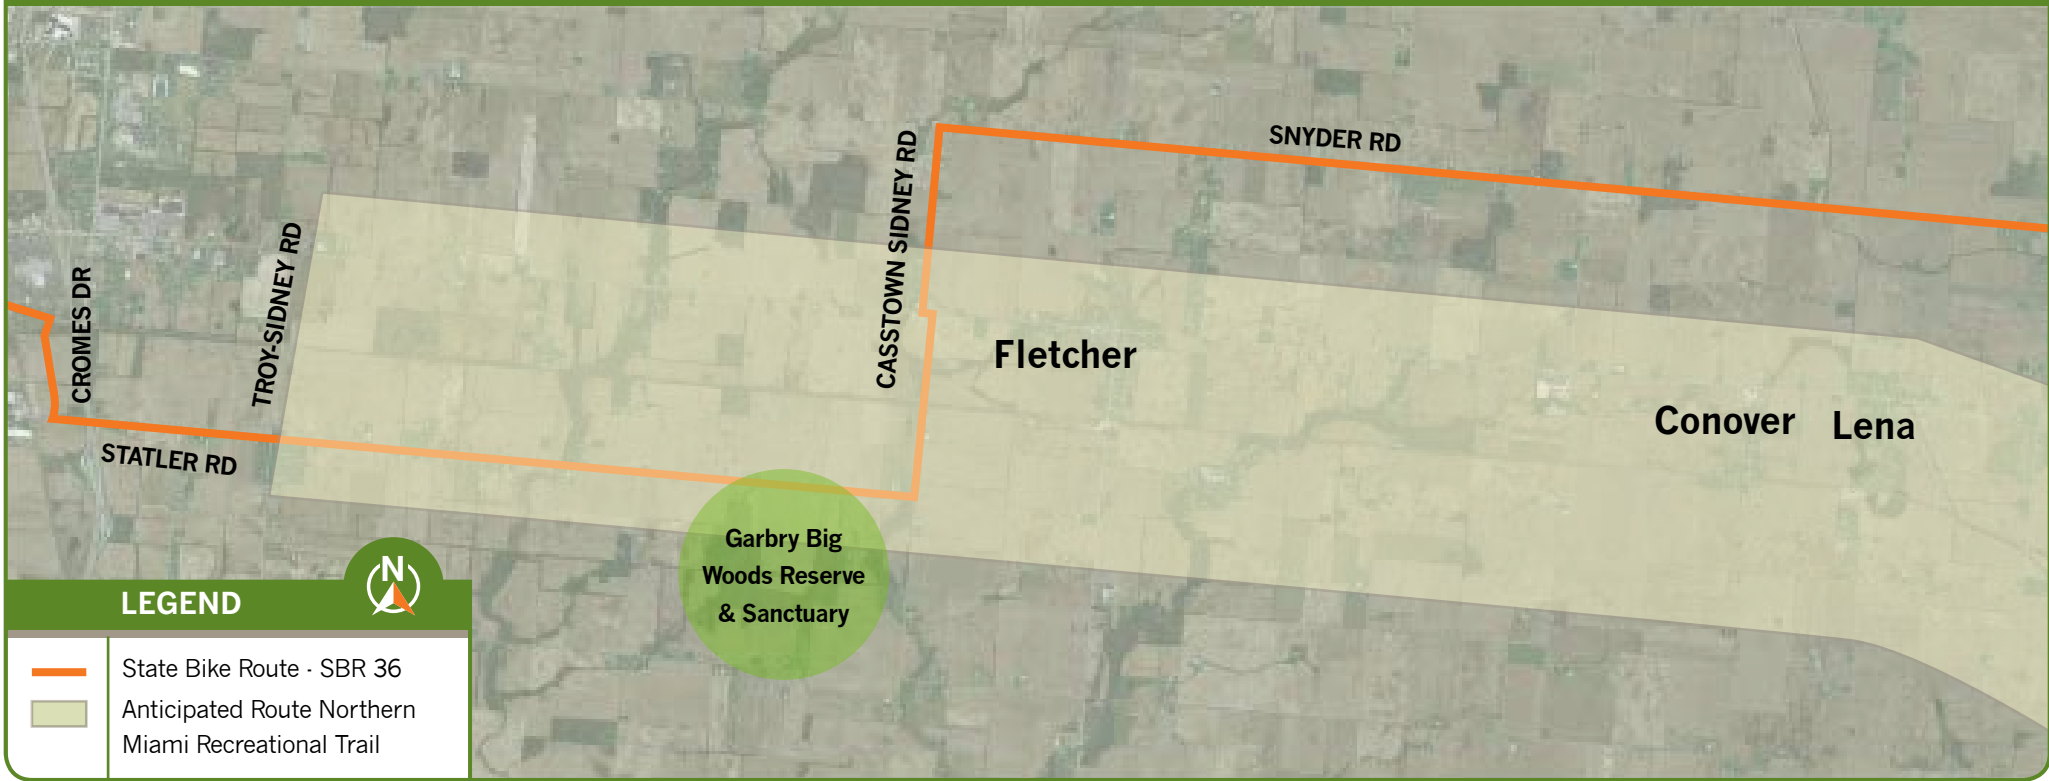 SNYDER RD
CASSTOWN SIDNEY RD
TROY-SIDNEY RD
CROMES DR
Fletcher
Conover
Lena
STATLER RD
Garbry Big
Woods Reserve
& Sanctuary
N
LEGEND
State Bike Route - SBR 36
Anticipated Route Northern
Miami Recreational Trail